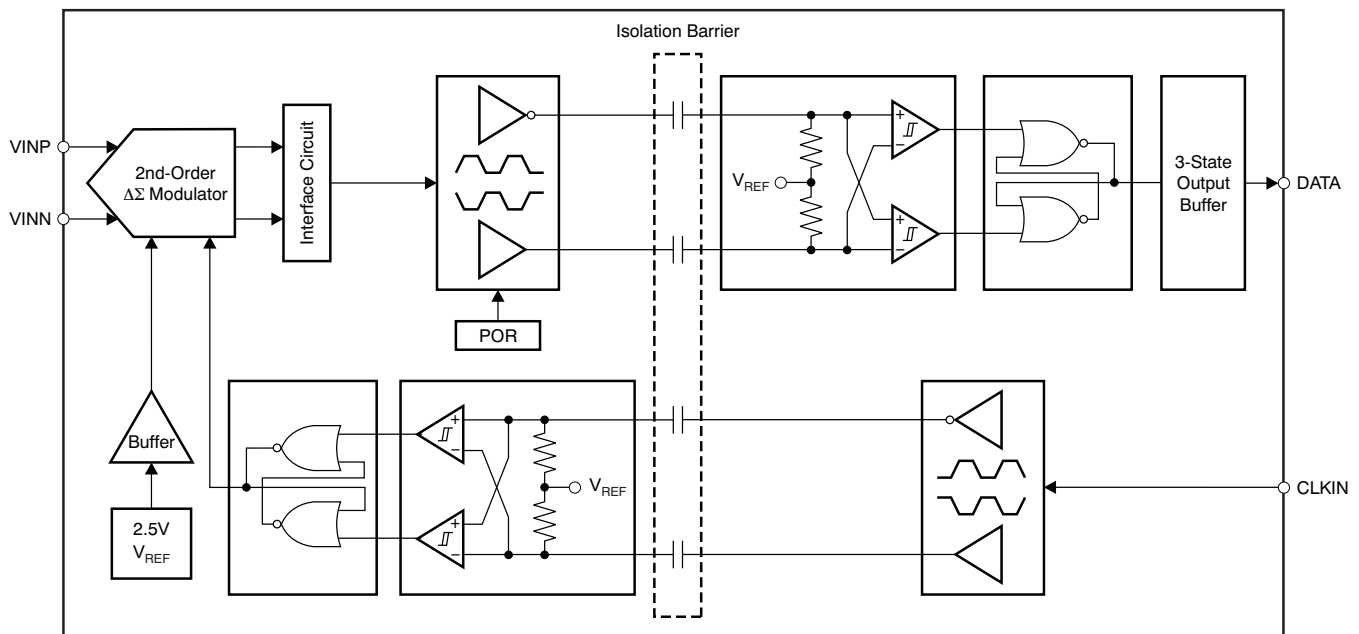 Isolation Barrier
VINP
VINN
2nd-Order
ΔΣ Modulator
Interface Circuit
POR
+
−
+
−
V_REF
3-State
Output
Buffer
DATA
Buffer
2.5V
V_REF
+
−
+
−
V_REF
CLKIN